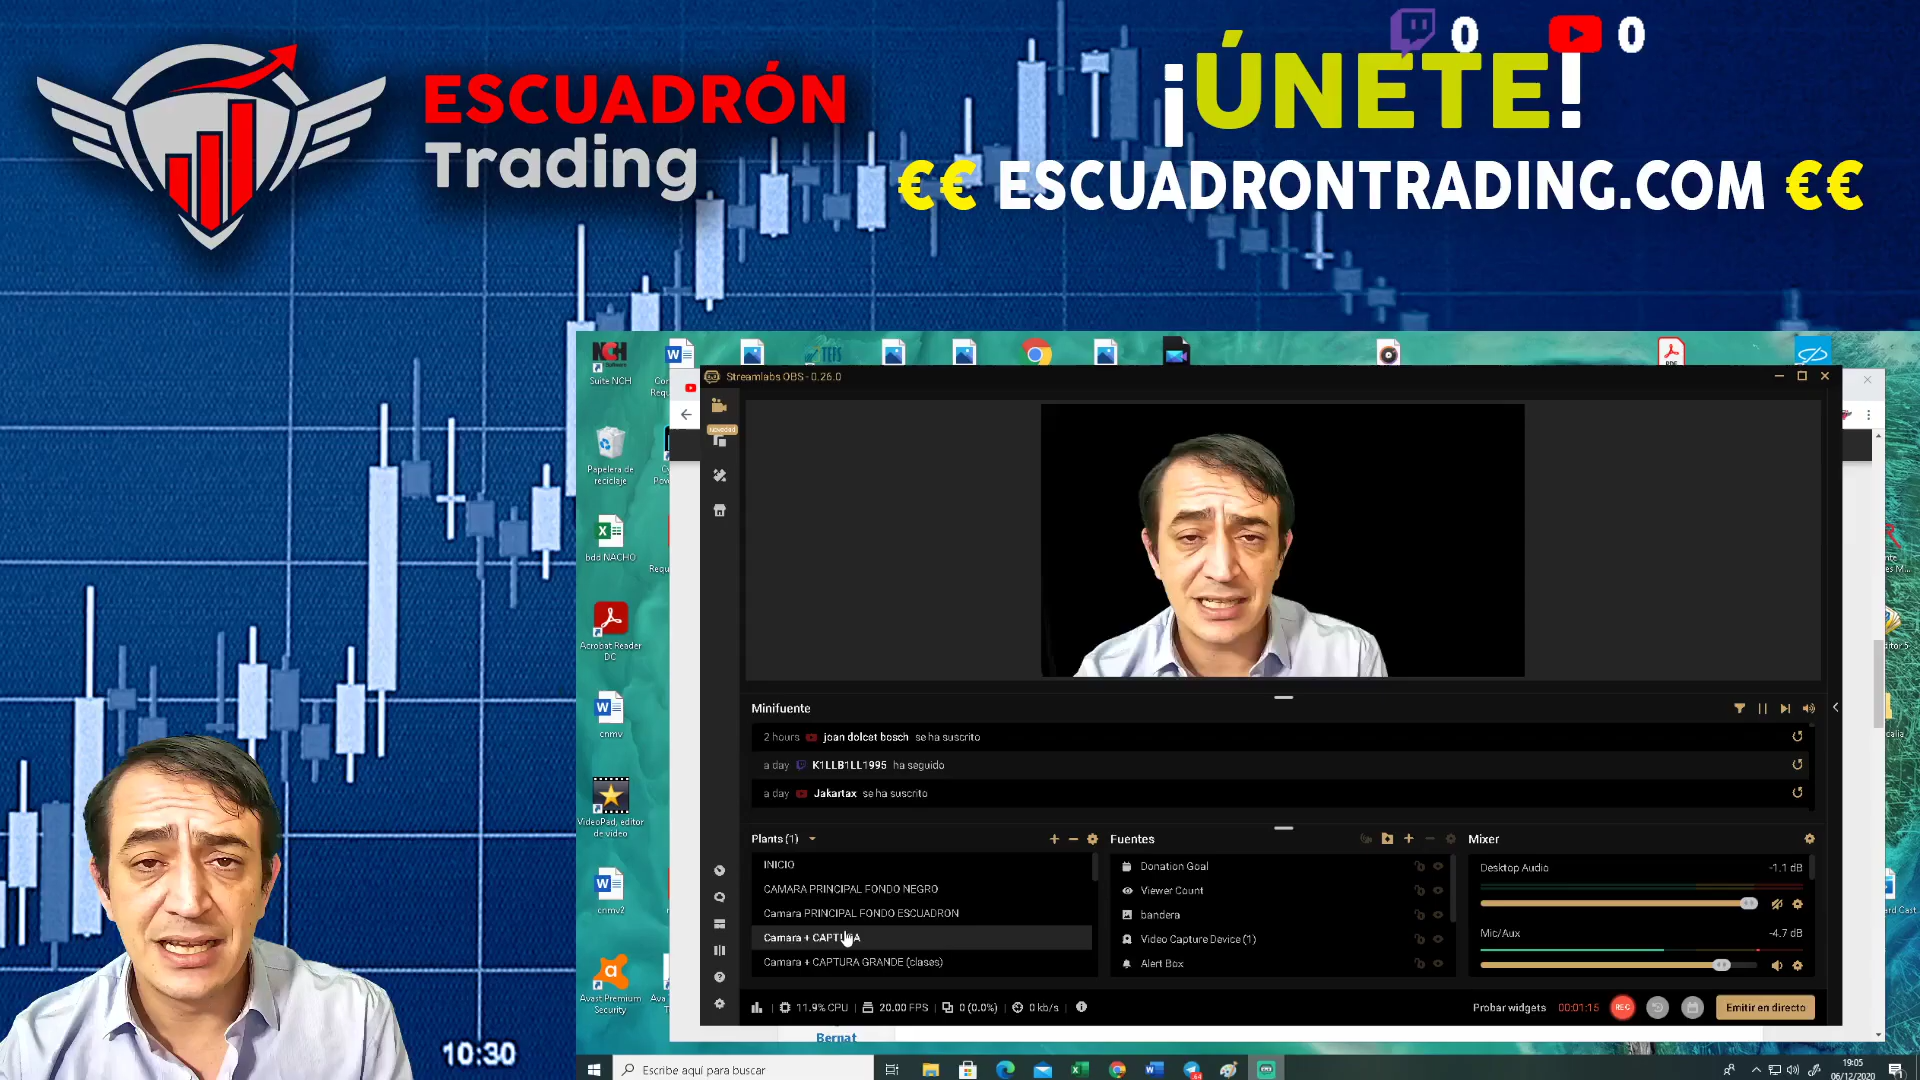 0 0
ESCUADRÓN
Trading
¡ÚNETE!
€€ ESCUADRONTRADING.COM €€
NCH
Suite NCH
Papelera de
reciclaje
bdd NACHO
Acrobat Reader
DC
cnmv
VideoPad, editor
de vídeo
cnmv2
Avast Premium
Security
Streamlabs OBS - 0.26.0
Novedad
Minifuente
2 hours joan dolcet bosch se ha suscrito
a day K1LLB1LL1995 ha seguido
a day Jakartax se ha suscrito
Plants (1)
INICIO
CAMARA PRINCIPAL FONDO NEGRO
Camara PRINCIPAL FONDO ESCUADRON
Camara + CAPTURA
Camara + CAPTURA GRANDE (clases)
Fuentes
Donation Goal
Viewer Count
bandera
Video Capture Device (1)
Alert Box
Mixer
Desktop Audio -1.1 dB
Mic/Aux -4.7 dB
11.9% CPU 20.00 FPS 0 (0.0%) 0 kb/s
Probar widgets 00:01:15 REC Emitir en directo
Bernat
10:30
Escribe aquí para buscar
19:05
06/12/2020